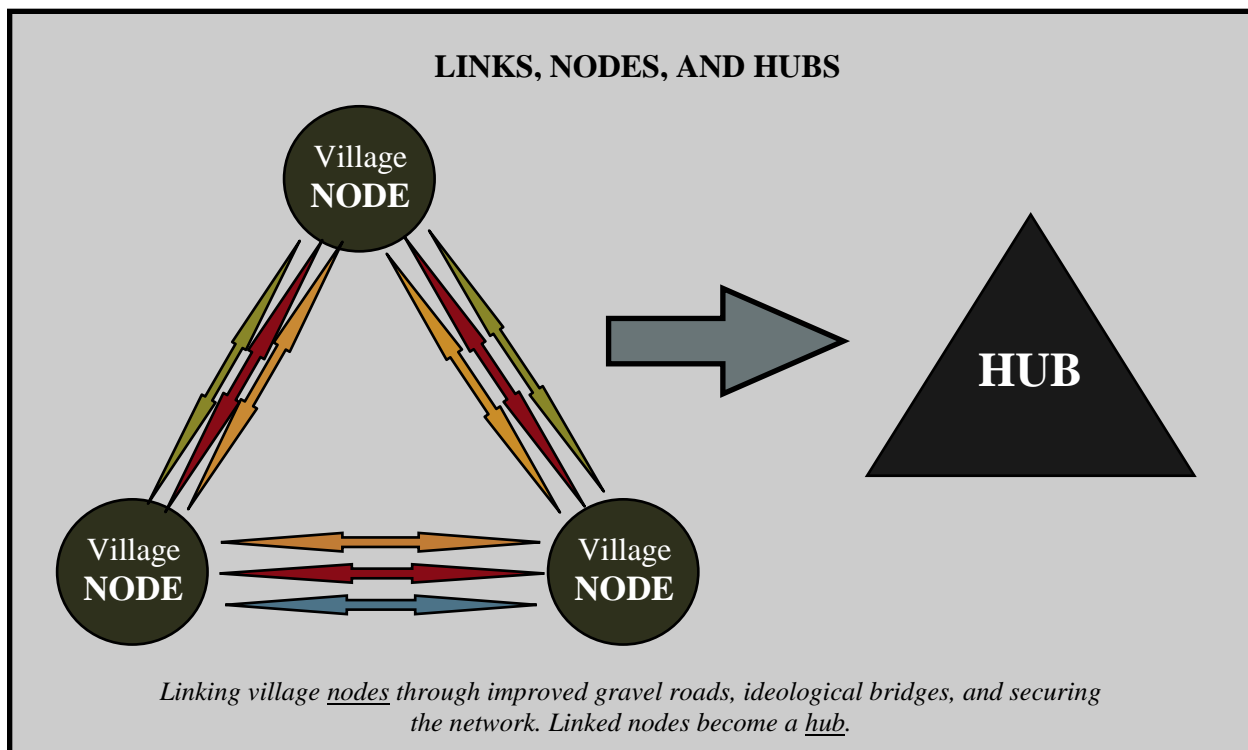 LINKS, NODES, AND HUBS
Village
NODE
HUB
Village
NODE
Village
NODE
Linking village nodes through improved gravel roads, ideological bridges, and securing
the network. Linked nodes become a hub.